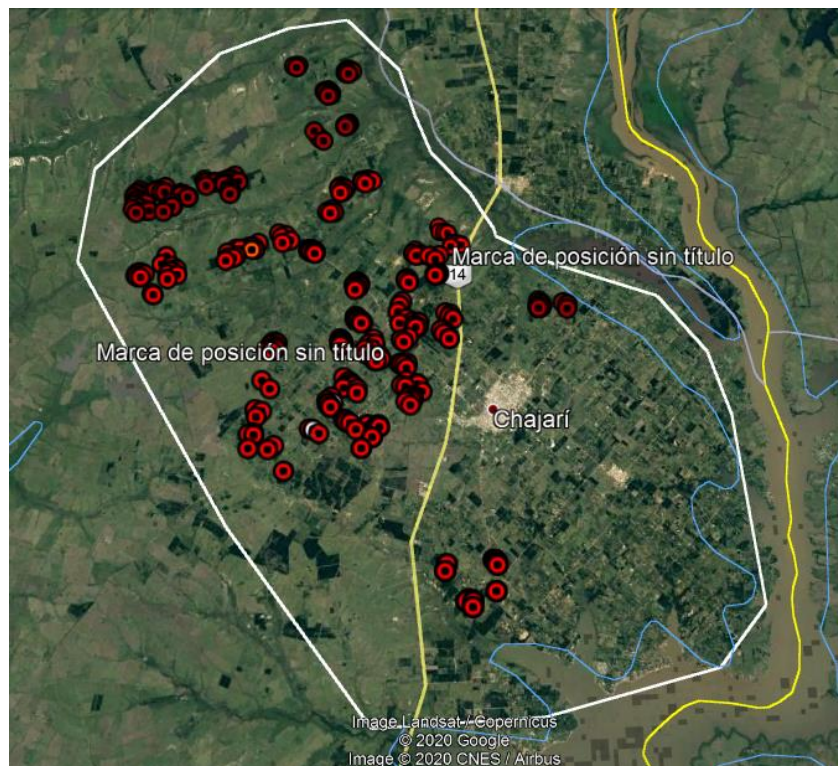 Marca de posición sin título
14
Marca de posición sin título
Chajarí
Image Landsat / Copernicus
© 2020 Google
Image © 2020 CNES / Airbus